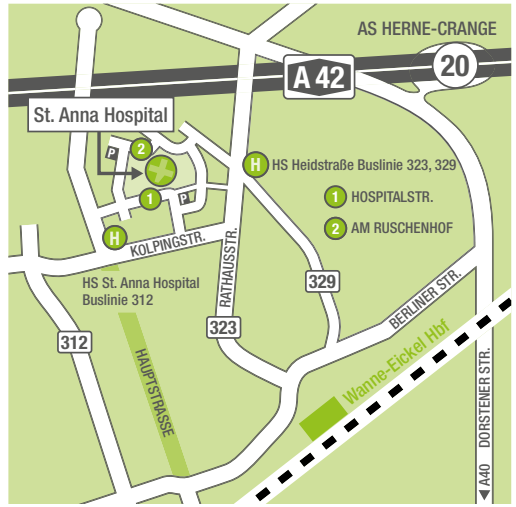 AS HERNE-CRANGE
20
A 42
St. Anna Hospital
P
2
H
HS Heidstraße Buslinie 323, 329
1
P
1
HOSPITALSTR.
2
AM RUSCHENHOF
H
KOLPINGSTR.
RATHAUSSTR.
HS St. Anna Hospital
Buslinie 312
329
BERLINER STR.
323
312
HAUPTSTRASSE
Wanne-Eickel Hbf
A40 DORSTENER STR.